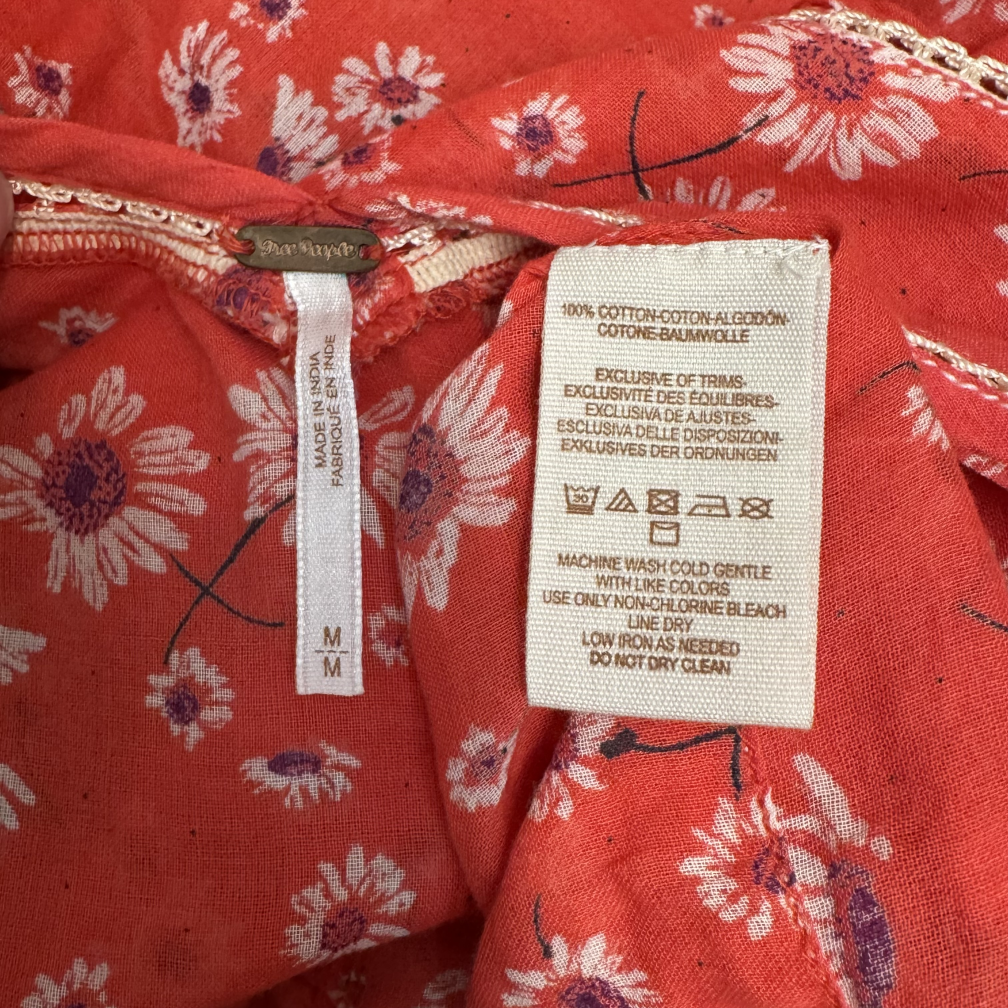 Free People
MADE IN INDIA
FABRIQUÉ EN INDE
M
M
100% COTTON-COTON-ALGODÓN-
COTONE-BAUMWOLLE
EXCLUSIVE OF TRIMS-
EXCLUSIVITÉ DES ÉQUILIBRES-
EXCLUSIVA DE AJUSTES-
ESCLUSIVA DELLE DISPOSIZIONI-
EXKLUSIVES DER ORDNUNGEN
30
MACHINE WASH COLD GENTLE
WITH LIKE COLORS
USE ONLY NON-CHLORINE BLEACH
LINE DRY
LOW IRON AS NEEDED
DO NOT DRY CLEAN